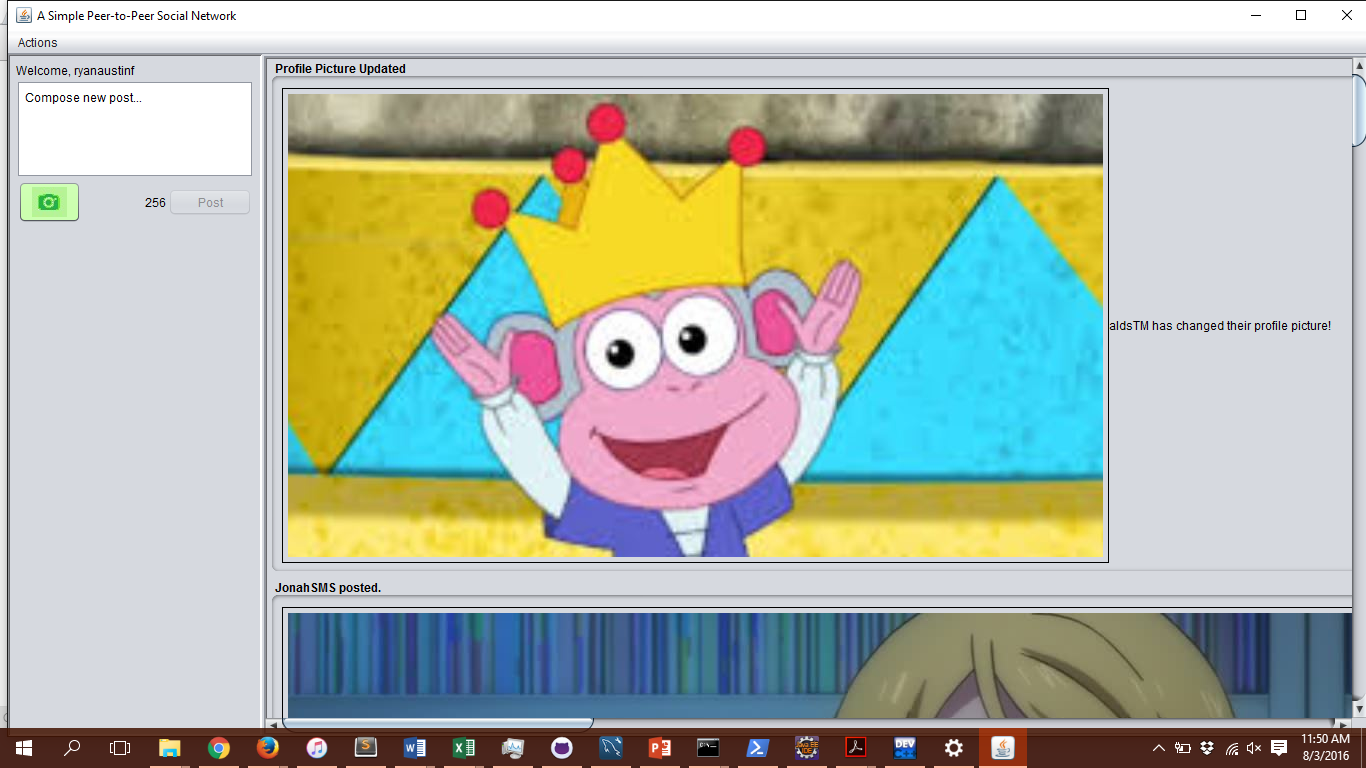 A Simple Peer-to-Peer Social Network
Actions
Welcome, ryanaustinf
Compose new post...
256 Post
Profile Picture Updated
aldsTM has changed their profile picture!
JonahSMS posted.
S
DEV
11:50 AM
8/3/2016